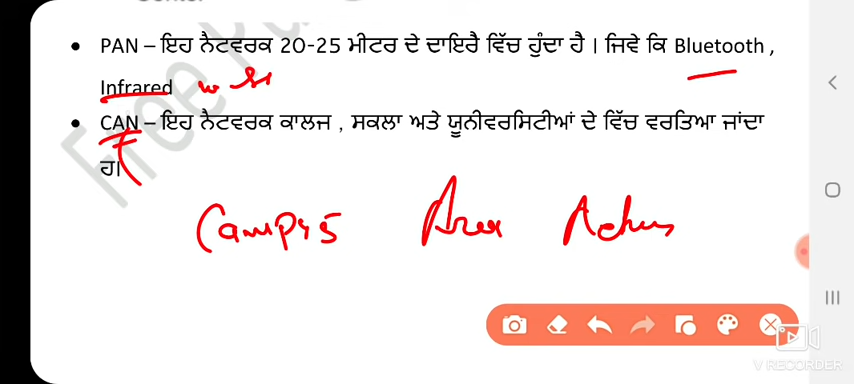 PAN – ਇਹ ਨੈਟਵਰਕ 20-25 ਮੀਟਰ ਦੇ ਦਾਇਰੈ ਵਿੱਚ ਹੁੰਦਾ ਹੈ । ਜਿਵੇ ਕਿ Bluetooth ,
Infrared
CAN – ਇਹ ਨੈਟਵਰਕ ਕਾਲਜ , ਸਕਲਾ ਅਤੇ ਯੂਨੀਵਰਸਿਟੀਆਂ ਦੇ ਵਿੱਚ ਵਰਤਿਆ ਜਾਂਦਾ
ਹ।
Campus Area
V RECORDER